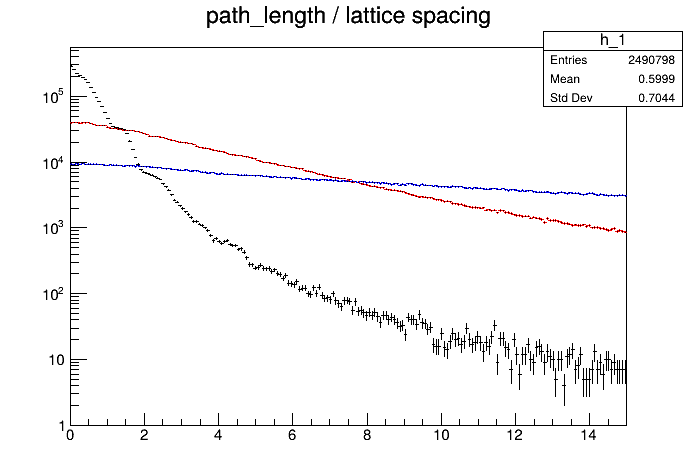 path_length / lattice spacing
h_1
Entries 2490798
Mean 0.5999
Std Dev 0.7044
10^5
10^4
10^3
10^2
10
1
0 2 4 6 8 10 12 14